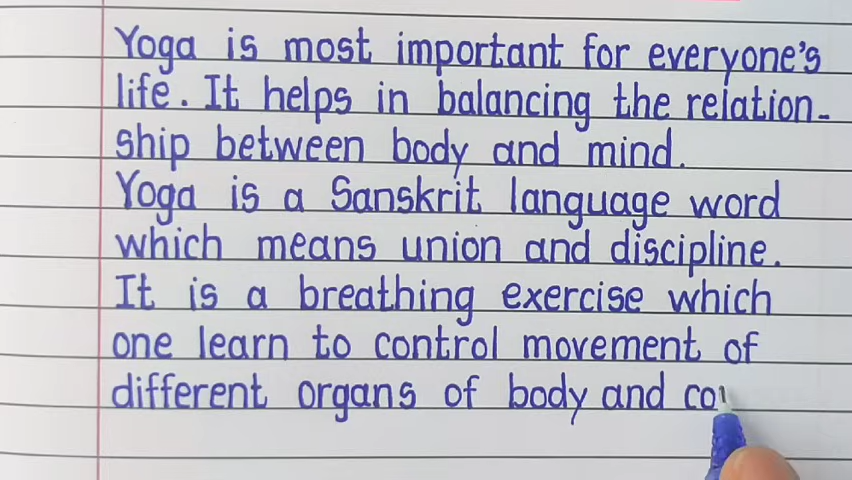 Yoga is most important for everyone's
life. It helps in balancing the relation-
ship between body and mind.
Yoga is a Sanskrit language word
which means union and discipline.
It is a breathing exercise which
one learn to control movement of
different organs of body and